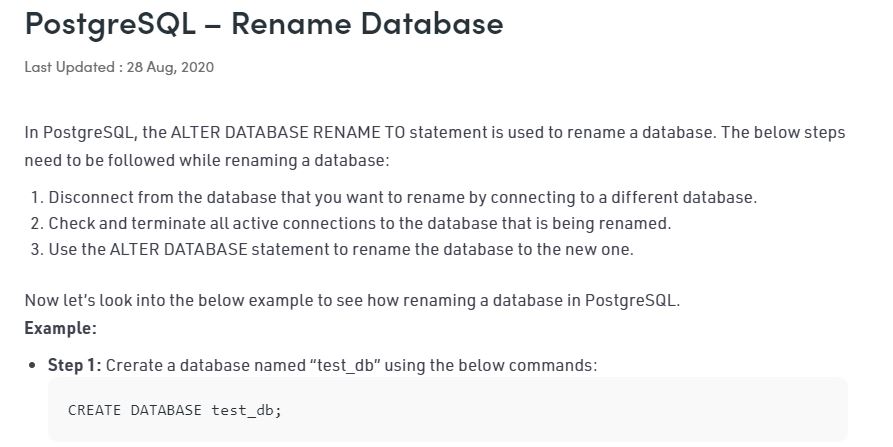 PostgreSQL – Rename Database
Last Updated : 28 Aug, 2020
In PostgreSQL, the ALTER DATABASE RENAME TO statement is used to rename a database. The below steps
need to be followed while renaming a database:
1. Disconnect from the database that you want to rename by connecting to a different database.
2. Check and terminate all active connections to the database that is being renamed.
3. Use the ALTER DATABASE statement to rename the database to the new one.
Now let's look into the below example to see how renaming a database in PostgreSQL.
Example:
• Step 1: Crerate a database named “test_db” using the below commands:
CREATE DATABASE test_db;